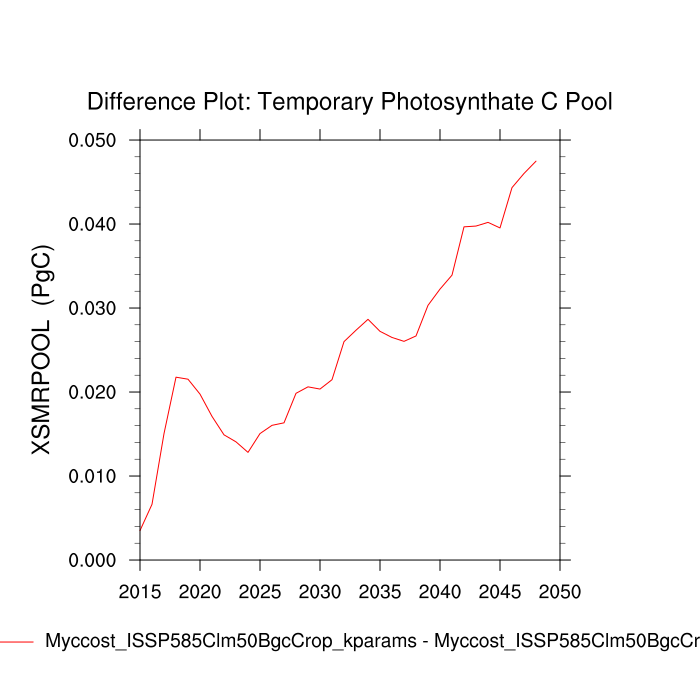 Difference Plot: Temporary Photosynthate C Pool
XSMRPOOL (PgC)
0.050
0.040
0.030
0.020
0.010
0.000
2015 2020 2025 2030 2035 2040 2045 2050
Myccost_ISSP585Clm50BgcCrop_kparams - Myccost_ISSP585Clm50BgcCr